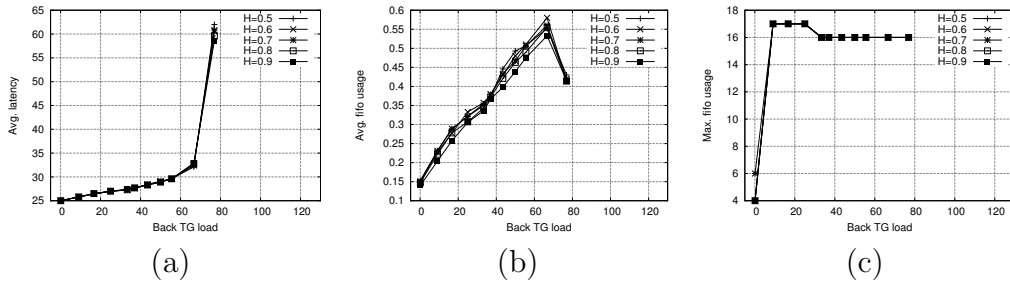 65
60
55
50
45
40
35
30
25
0 20 40 60 80 100 120
Avg. latency
Back TG load
H=0.5
H=0.6
H=0.7
H=0.8
H=0.9
(a)
0.6
0.55
0.5
0.45
0.4
0.35
0.3
0.25
0.2
0.15
0.1
0 20 40 60 80 100 120
Avg. fifo usage
Back TG load
H=0.5
H=0.6
H=0.7
H=0.8
H=0.9
(b)
18
16
14
12
10
8
6
4
0 20 40 60 80 100 120
Max. fifo usage
Back TG load
H=0.5
H=0.6
H=0.7
H=0.8
H=0.9
(c)